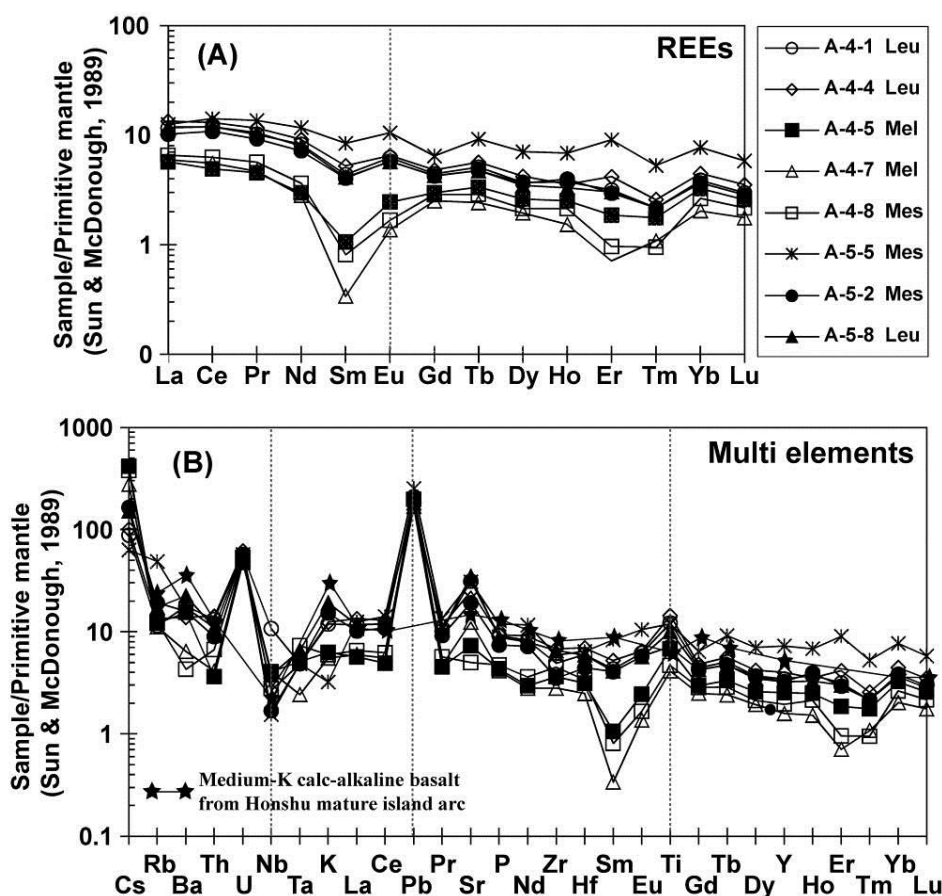 100
10
1
0
Sample/Primitive mantle
(Sun & McDonough, 1989)
(A)
REEs
La Ce Pr Nd Sm Eu Gd Tb Dy Ho Er Tm Yb Lu
A-4-1 Leu
A-4-4 Leu
A-4-5 Mel
A-4-7 Mel
A-4-8 Mes
A-5-5 Mes
A-5-2 Mes
A-5-8 Leu
1000
100
10
1
0.1
Sample/Primitive mantle
(Sun & McDonough, 1989)
(B)
Multi elements
Medium-K calc-alkaline basalt
from Honshu mature island arc
Rb Th Nb K Ce Pr P Zr Sm Ti Tb Y Er Yb
Cs Ba U Ta La Pb Sr Nd Hf Eu Gd Dy Ho Tm Lu